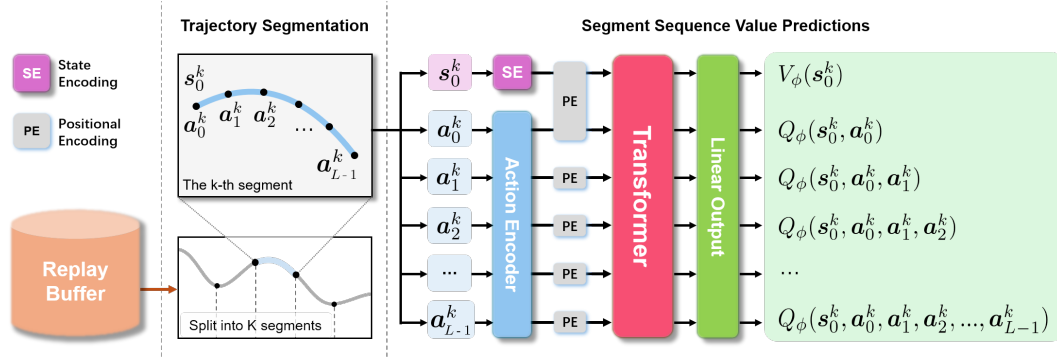 Trajectory Segmentation
Segment Sequence Value Predictions
SE
State
Encoding
PE
Positional
Encoding
Replay
Buffer
s_0^k
a_0^k a_1^k a_2^k ... a_{L-1}^k
The k-th segment
Split into K segments
s_0^k
a_0^k
a_1^k
a_2^k
...
a_{L-1}^k
SE
Action Encoder
PE
PE
PE
PE
PE
Transformer
Linear Output
V_ϕ(s_0^k)
Q_ϕ(s_0^k, a_0^k)
Q_ϕ(s_0^k, a_0^k, a_1^k)
Q_ϕ(s_0^k, a_0^k, a_1^k, a_2^k)
...
Q_ϕ(s_0^k, a_0^k, a_1^k, a_2^k, ..., a_{L-1}^k)